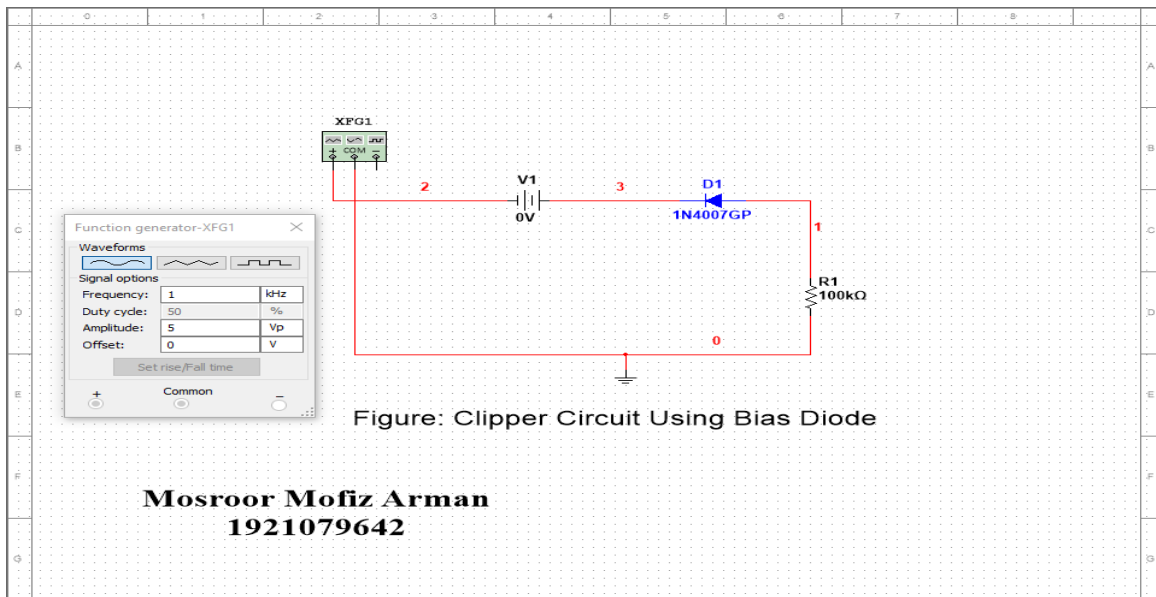 0 1 2 3 4 5 6 7 8
A A
XFG1
B B
+ COM −
V1
2 3 D1
0V 1N4007GP
1
C C
Function generator-XFG1
Waveforms
Signal options
Frequency: 1 kHz
Duty cycle: 50 %
Amplitude: 5 Vp
Offset: 0 V
Set rise/Fall time
+ Common −
R1
100kΩ
D D
0
E E
Figure: Clipper Circuit Using Bias Diode
F F
Mosroor Mofiz Arman
1921079642
G G